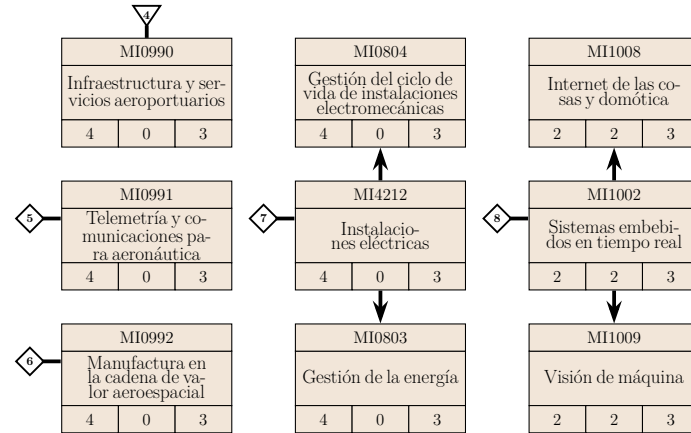 4
MI0990
Infraestructura y ser-
vicios aeroportuarios
4 0 3
MI0804
Gestión del ciclo de
vida de instalaciones
electromecánicas
4 0 3
MI1008
Internet de las co-
sas y domótica
2 2 3
5
MI0991
Telemetría y co-
municaciones pa-
ra aeronáutica
4 0 3
7
MI4212
Instalacio-
nes eléctricas
4 0 3
8
MI1002
Sistemas embebi-
dos en tiempo real
2 2 3
6
MI0992
Manufactura en
la cadena de va-
lor aeroespacial
4 0 3
MI0803
Gestión de la energía
4 0 3
MI1009
Visión de máquina
2 2 3